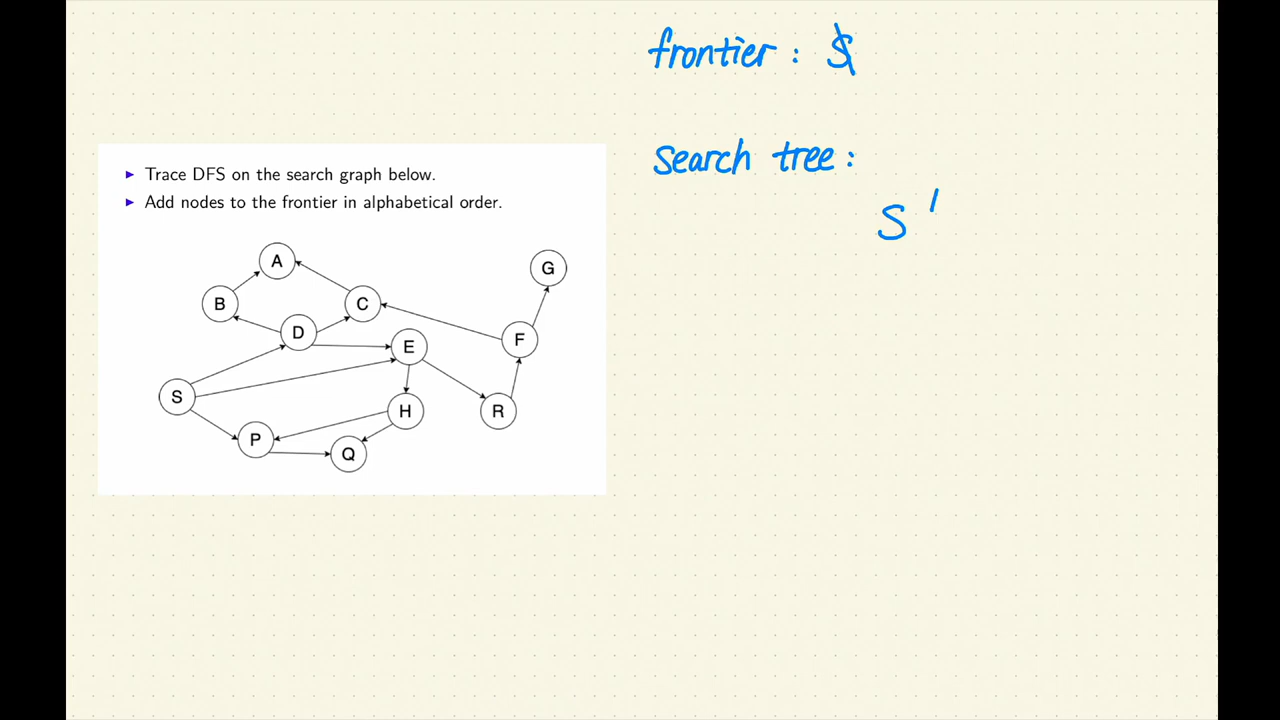 frontier : S
▶ Trace DFS on the search graph below.
▶ Add nodes to the frontier in alphabetical order.
search tree :
S 1
A
G
B
C
D
E
F
S
H
R
P
Q